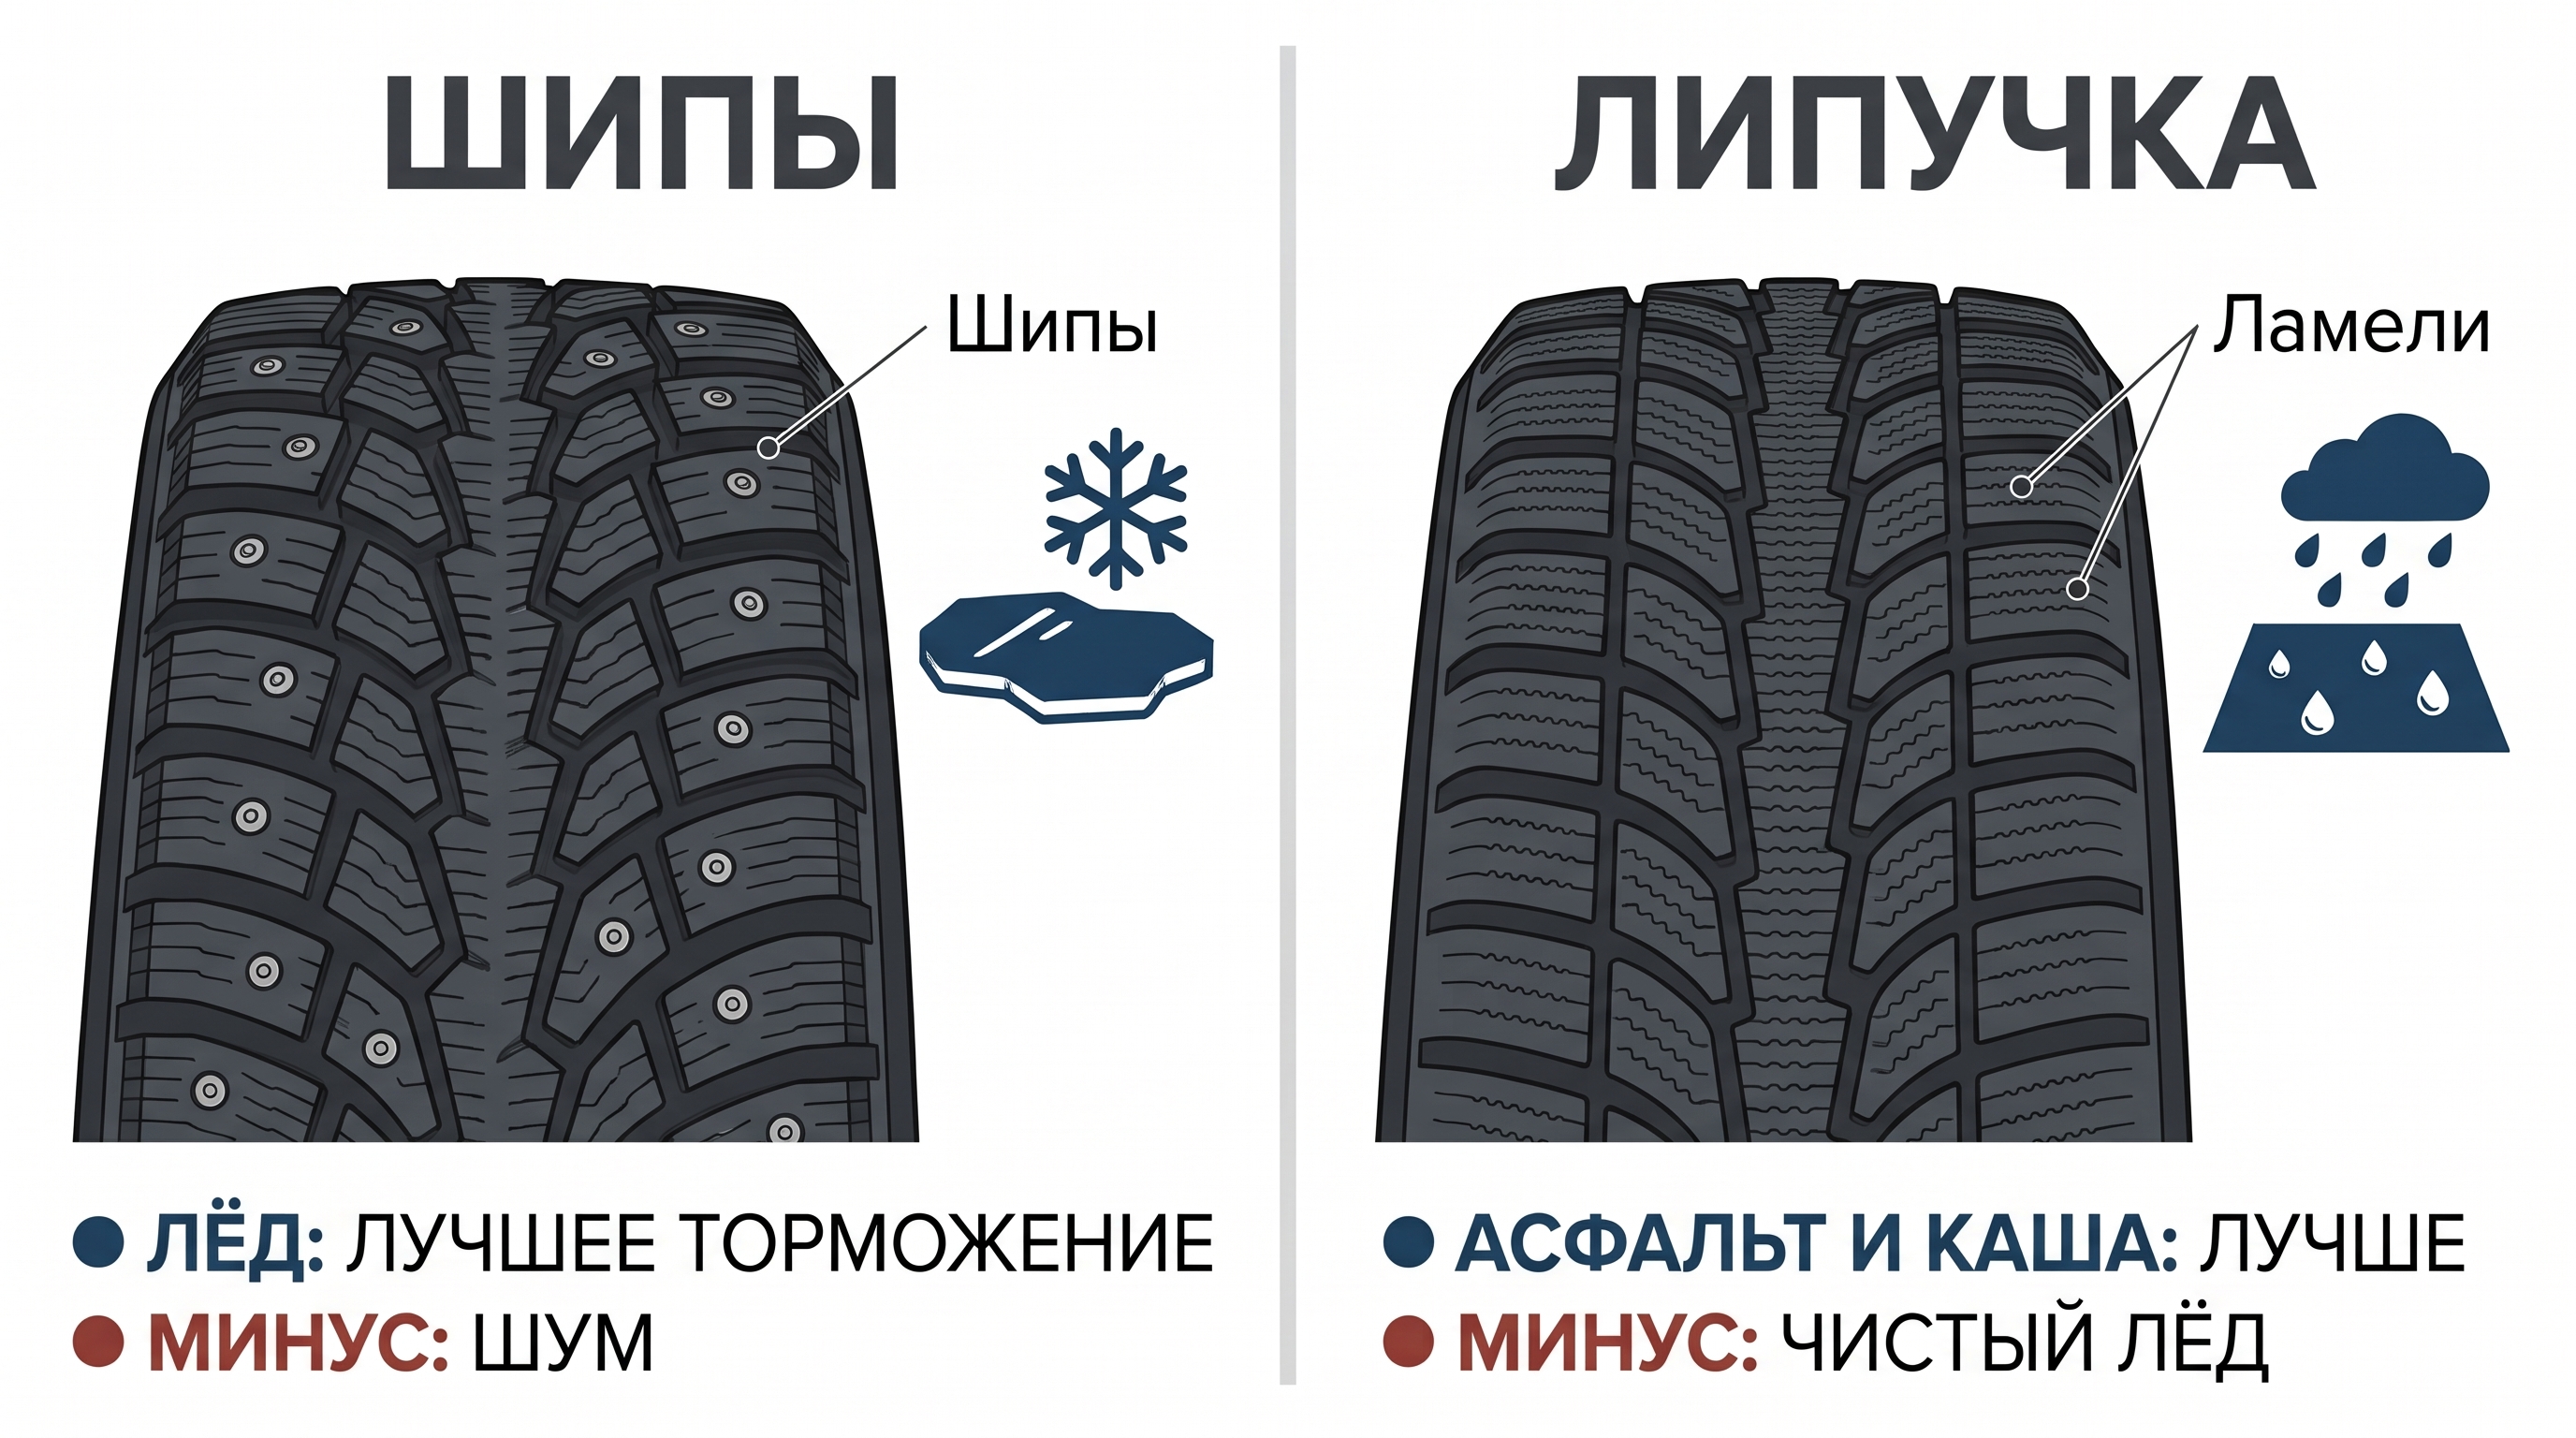 ШИПЫ
Шипы
ЛЁД: ЛУЧШЕЕ ТОРМОЖЕНИЕ
МИНУС: ШУМ
ЛИПУЧКА
Ламели
АСФАЛЬТ И КАША: ЛУЧШЕ
МИНУС: ЧИСТЫЙ ЛЁД